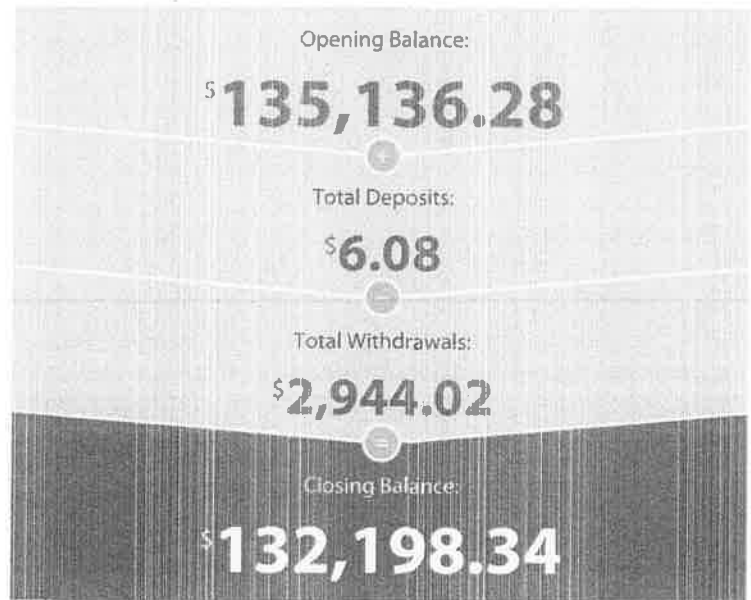 Opening Balance:
$135,136.28
+
Total Deposits:
$6.08
−
Total Withdrawals:
$2,944.02
=
Closing Balance:
$132,198.34